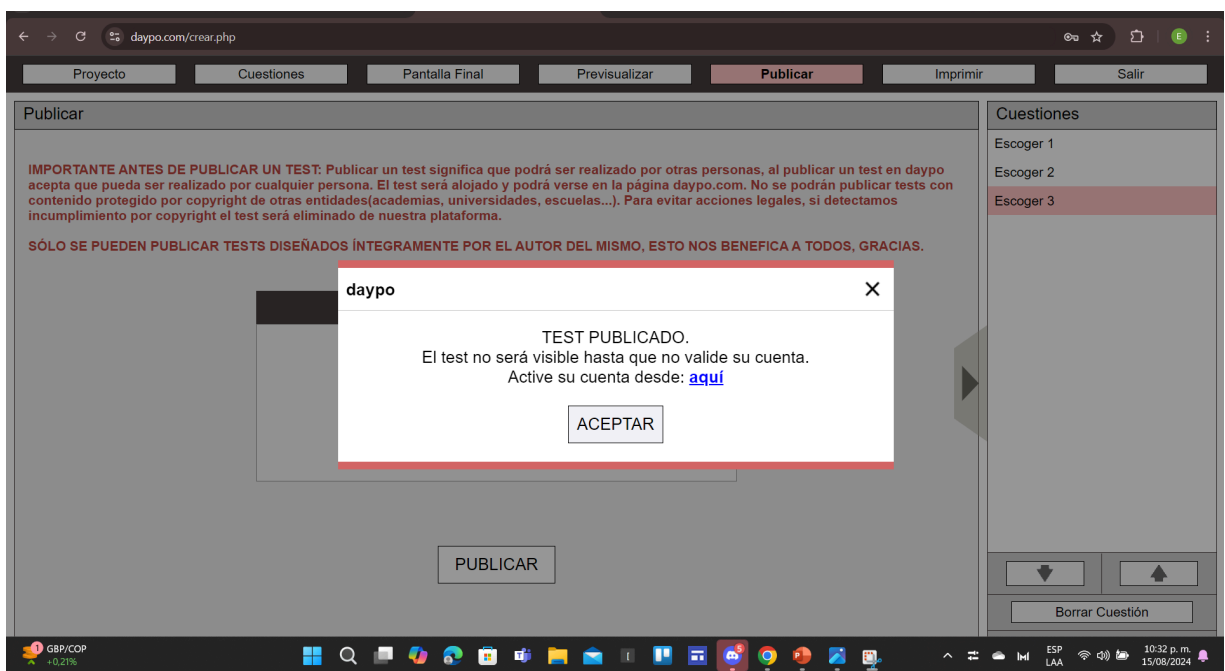 daypo.com/crear.php
E
Proyecto
Cuestiones
Pantalla Final
Previsualizar
Publicar
Imprimir
Salir
Publicar
Cuestiones
IMPORTANTE ANTES DE PUBLICAR UN TEST: Publicar un test significa que podrá ser realizado por otras personas, al publicar un test en daypo
acepta que pueda ser realizado por cualquier persona. El test será alojado y podrá verse en la página daypo.com. No se podrán publicar tests con
contenido protegido por copyright de otras entidades(academias, universidades, escuelas...). Para evitar acciones legales, si detectamos
incumplimiento por copyright el test será eliminado de nuestra plataforma.
SÓLO SE PUEDEN PUBLICAR TESTS DISEÑADOS ÍNTEGRAMENTE POR EL AUTOR DEL MISMO, ESTO NOS BENEFICA A TODOS, GRACIAS.
Escoger 1
Escoger 2
Escoger 3
daypo
TEST PUBLICADO.
El test no será visible hasta que no valide su cuenta.
Active su cuenta desde: aquí
ACEPTAR
PUBLICAR
Borrar Cuestión
1
GBP/COP
+0,21%
ESP
LAA
10:32 p. m.
15/08/2024